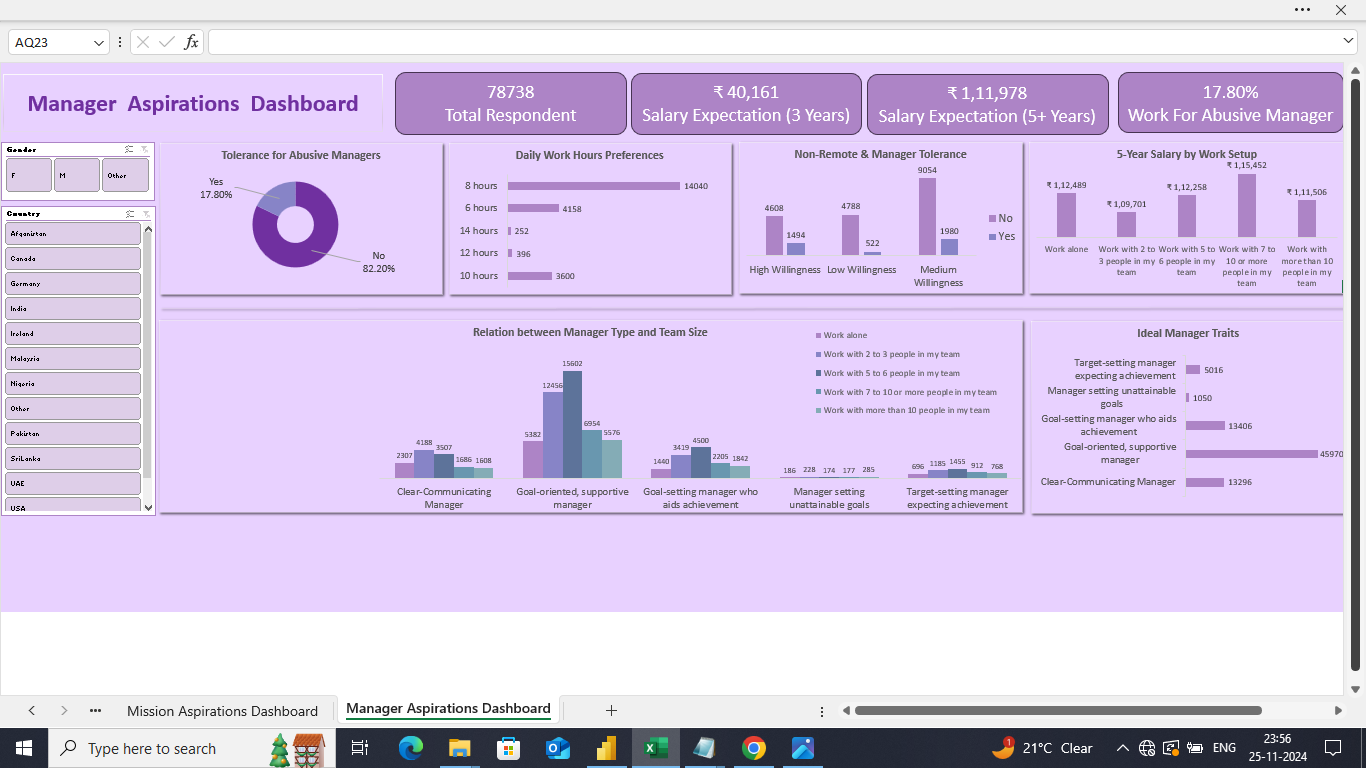 AQ23
fx
Manager Aspirations Dashboard
78738
Total Respondent
₹ 40,161
Salary Expectation (3 Years)
₹ 1,11,978
Salary Expectation (5+ Years)
17.80%
Work For Abusive Manager
Gender
F
M
Other
Country
Afganistan
Canada
Germany
India
Ireland
Malaysia
Nigeria
Other
Pakistan
SriLanka
UAE
USA
Tolerance for Abusive Managers
Yes
17.80%
No
82.20%
Daily Work Hours Preferences
8 hours 14040
6 hours 4158
14 hours 252
12 hours 396
10 hours 3600
Non-Remote & Manager Tolerance
4608
1494
4788
522
9054
1980
No
Yes
High Willingness
Low Willingness
Medium
Willingness
5-Year Salary by Work Setup
₹ 1,12,489
₹ 1,09,701
₹ 1,12,258
₹ 1,15,452
₹ 1,11,506
Work alone
Work with 2 to
3 people in my
team
Work with 5 to
6 people in my
team
Work with 7 to
10 or more
people in my
team
Work with
more than 10
people in my
team
Relation between Manager Type and Team Size
Work alone
Work with 2 to 3 people in my team
Work with 5 to 6 people in my team
Work with 7 to 10 or more people in my team
Work with more than 10 people in my team
2307
4188
3507
1686
1608
5382
12456
15602
6954
5576
1440
3419
4500
2205
1842
186
228
174
177
285
696
1185
1455
912
768
Clear-Communicating
Manager
Goal-oriented, supportive
manager
Goal-setting manager who
aids achievement
Manager setting
unattainable goals
Target-setting manager
expecting achievement
Ideal Manager Traits
Target-setting manager
expecting achievement
5016
Manager setting unattainable
goals
1050
Goal-setting manager who aids
achievement
13406
Goal-oriented, supportive
manager
45970
Clear-Communicating Manager
13296
Mission Aspirations Dashboard
Manager Aspirations Dashboard
Type here to search
1
21°C Clear
ENG
23:56
25-11-2024